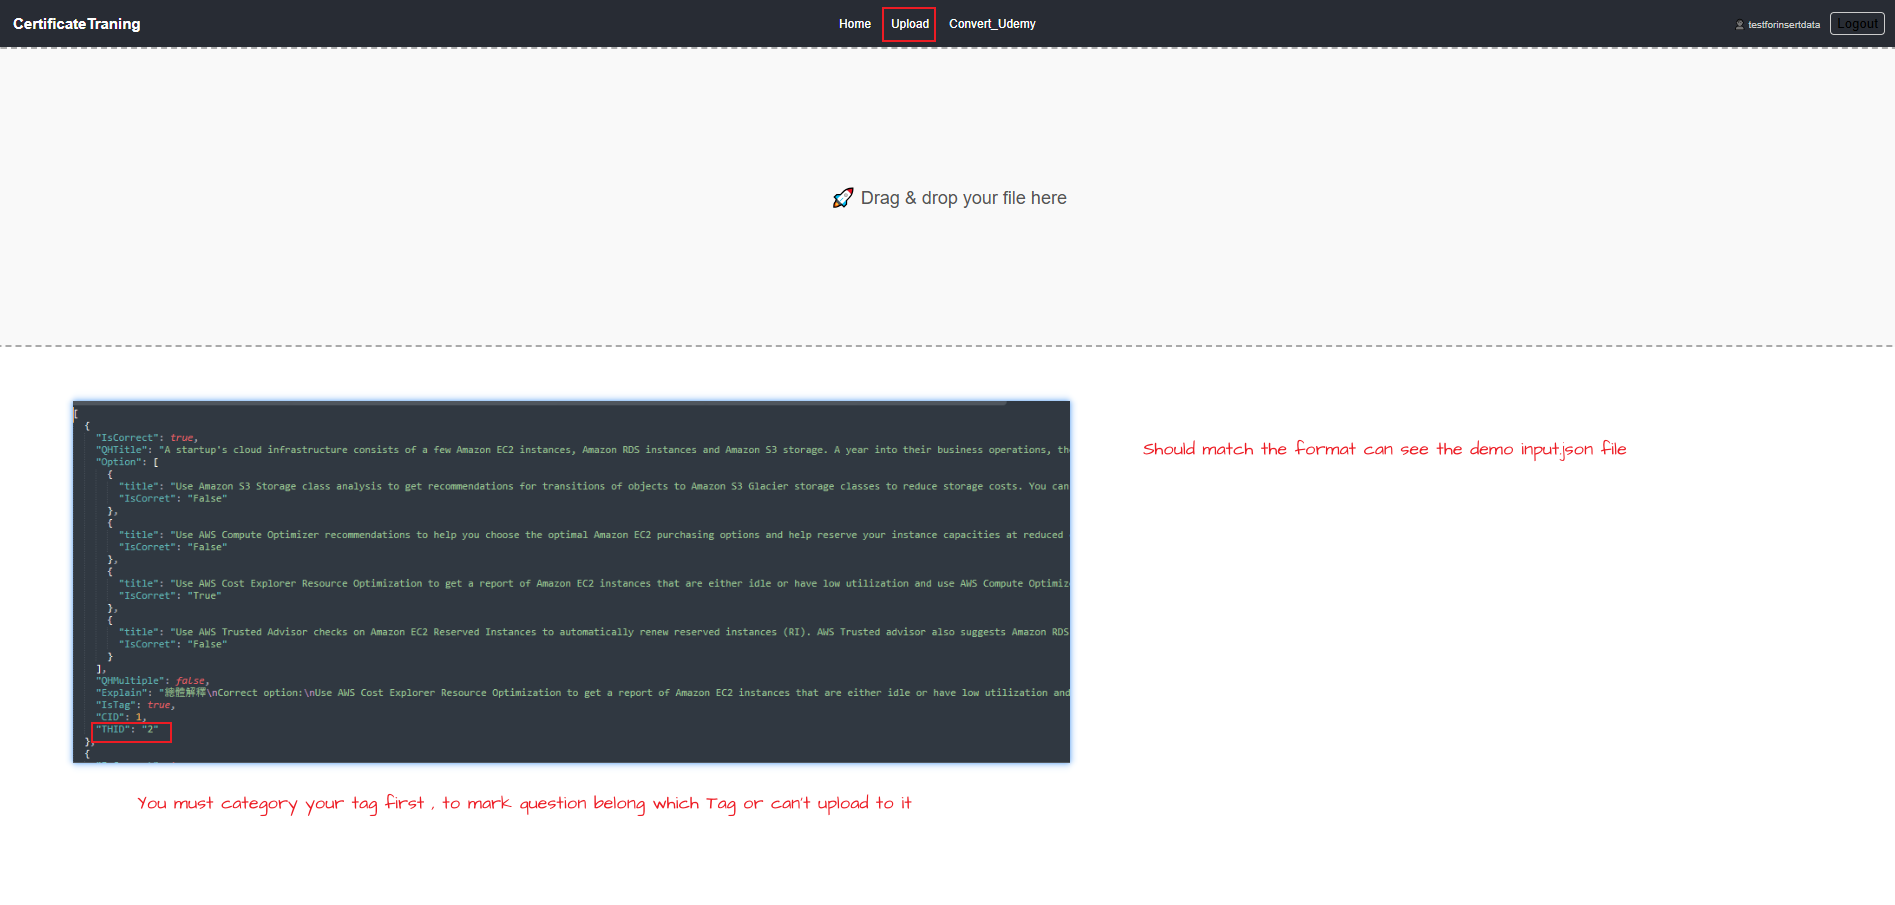 CertificateTraning
Home Upload Convert_Udemy
testforinsertdata Logout
🚀 Drag & drop your file here
[
{
"IsCorrect": true,
"QHTitle": "A startup's cloud infrastructure consists of a few Amazon EC2 instances, Amazon RDS instances and Amazon S3 storage. A year into their business operations, th
"Option": [
{
"title": "Use Amazon S3 Storage class analysis to get recommendations for transitions of objects to Amazon S3 Glacier storage classes to reduce storage costs. You can
"IsCorret": "False"
},
{
"title": "Use AWS Compute Optimizer recommendations to help you choose the optimal Amazon EC2 purchasing options and help reserve your instance capacities at reduced
"IsCorret": "False"
},
{
"title": "Use AWS Cost Explorer Resource Optimization to get a report of Amazon EC2 instances that are either idle or have low utilization and use AWS Compute Optimiz
"IsCorret": "True"
},
{
"title": "Use AWS Trusted Advisor checks on Amazon EC2 Reserved Instances to automatically renew reserved instances (RI). AWS Trusted advisor also suggests Amazon RDS
"IsCorret": "False"
}
],
"QHMultiple": false,
"Explain": "總體解釋\nCorrect option:\nUse AWS Cost Explorer Resource Optimization to get a report of Amazon EC2 instances that are either idle or have low utilization and
"IsTag": true,
"CID": 1,
"THID": "2"
},
{
Should match the format can see the demo input.json file
You must category your tag first , to mark question belong which Tag or can't upload to it